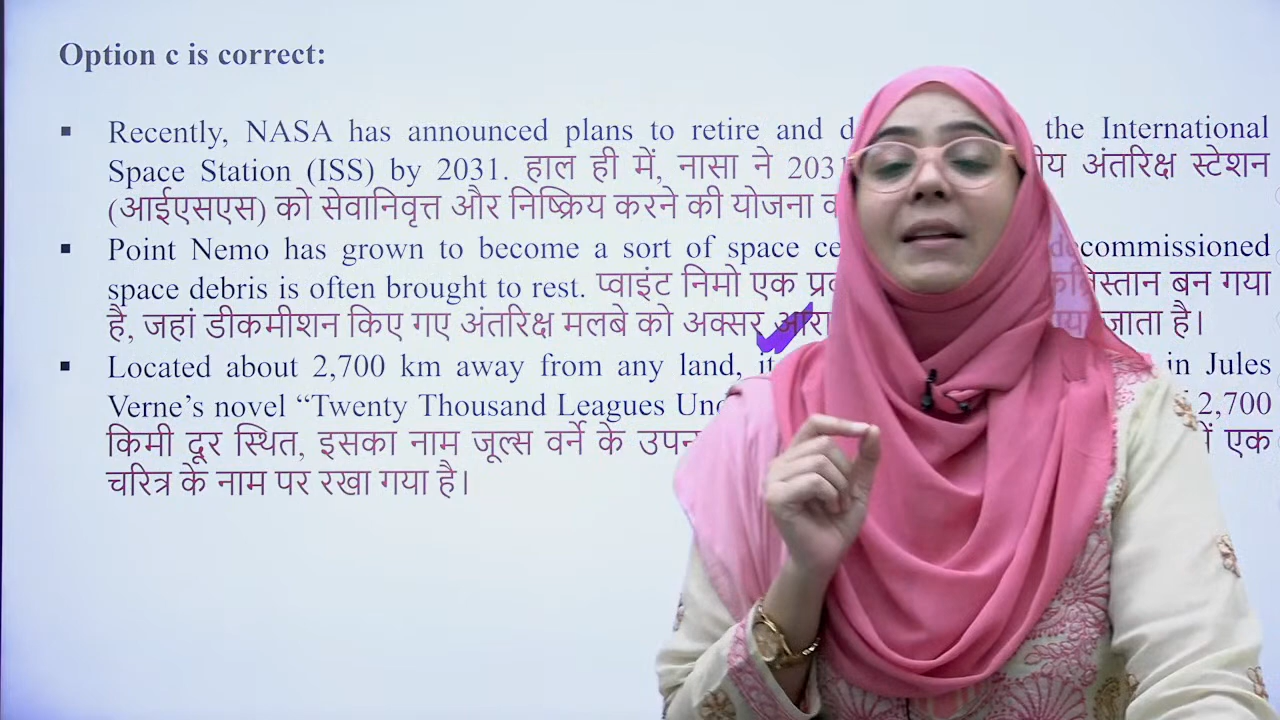 Option c is correct:
▪ Recently, NASA has announced plans to retire and d the International
Space Station (ISS) by 2031. हाल ही में, नासा ने 203 ीय अंतरिक्ष स्टेशन
(आईएसएस) को सेवानिवृत्त और निष्क्रिय करने की योजना
▪ Point Nemo has grown to become a sort of space ce decommissioned
space debris is often brought to rest. प्वाइंट निमो एक प्र कब्रिस्तान बन गया
है, जहां डीकमीशन किए गए अंतरिक्ष मलबे को अक्सर आरा जाता है।
▪ Located about 2,700 km away from any land, it in Jules
Verne’s novel “Twenty Thousand Leagues Und 2,700
किमी दूर स्थित, इसका नाम जूल्स वर्ने के उपन एक
चरित्र के नाम पर रखा गया है।